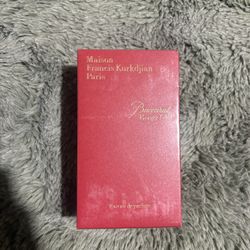 Maison
Francis Kurkdjian
Paris
Baccarat
Rouge 540
Extrait de parfum